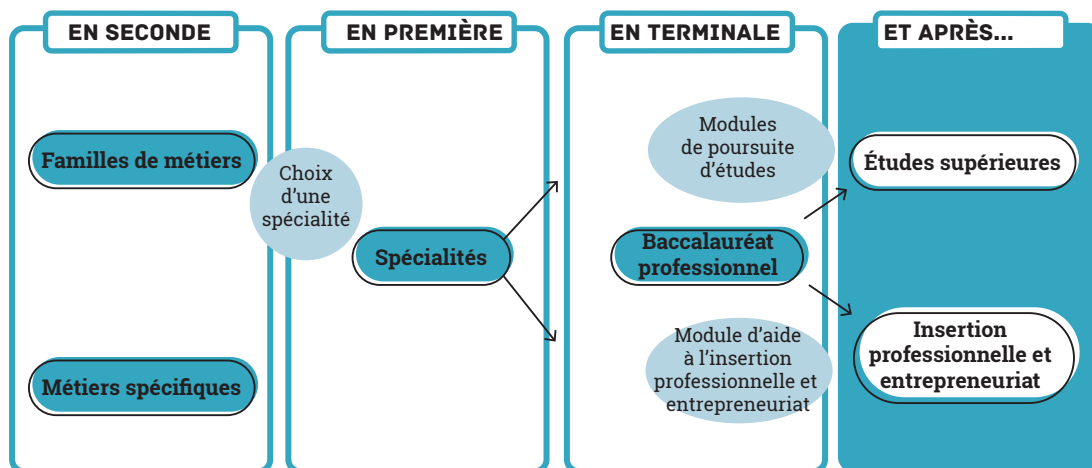 EN SECONDE
EN PREMIÈRE
EN TERMINALE
ET APRÈS...
Familles de métiers
Métiers spécifiques
Choix
d'une
spécialité
Spécialités
Modules
de poursuite
d'études
Baccalauréat
professionnel
Module d'aide
à l'insertion
professionnelle et
entrepreneuriat
Études supérieures
Insertion
professionnelle et
entrepreneuriat